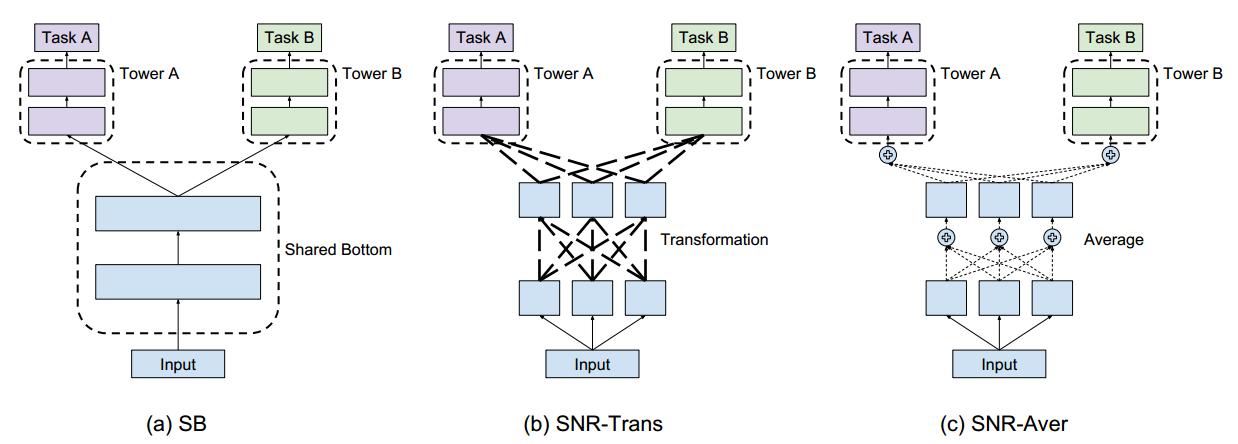 Task A
Task B
Tower A
Tower B
Shared Bottom
Input
(a) SB
Task A
Task B
Tower A
Tower B
Transformation
Input
(b) SNR-Trans
Task A
Task B
Tower A
Tower B
Average
Input
(c) SNR-Aver